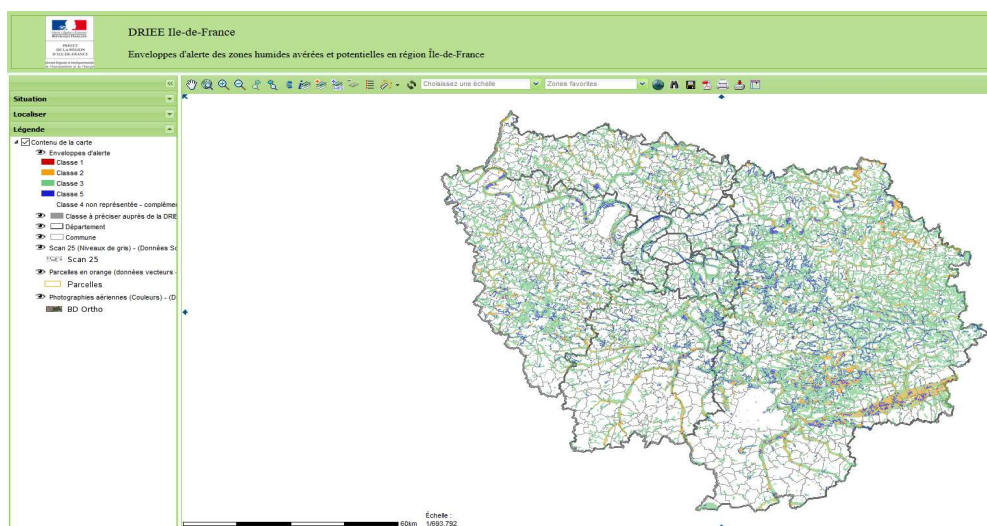 PRÉFET
DE LA RÉGION
D'ILE-DE-FRANCE
DRIEE Ile-de-France
Enveloppes d'alerte des zones humides avérées et potentielles en région Île-de-France
Choisissez une échelle
Zones favorites
Situation
Localiser
Légende
Contenu de la carte
Enveloppes d'alerte
Classe 1
Classe 2
Classe 3
Classe 5
Classe 4 non représentée - compléme
Classe à préciser auprès de la DRIE
Département
Commune
Scan 25 (Niveaux de gris) - (Données Sc
Scan 25
Parcelles en orange (données vecteurs -
Parcelles
Photographies aériennes (Couleurs) - (D
BD Ortho
60km
Échelle :
1/693.792